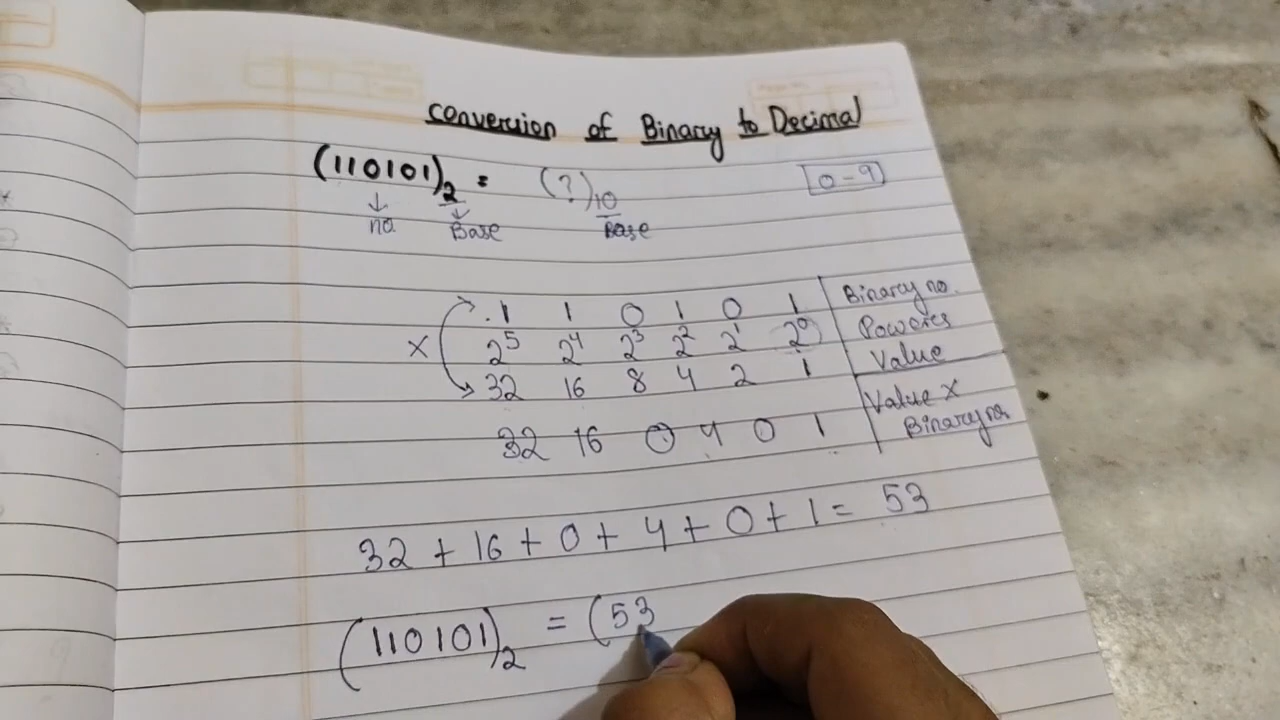 Conversion of Binary to Decimal
(110101)2 = (?)10 [0-9]
↓ no. ↓ Base Base
1 1 0 1 0 1 Binary no.
× 2^5 2^4 2^3 2^2 2^1 2^0 Powers
32 16 8 4 2 1 Value
32 16 0 4 0 1 Value × Binary no.
32 + 16 + 0 + 4 + 0 + 1 = 53
(110101)2 = (53